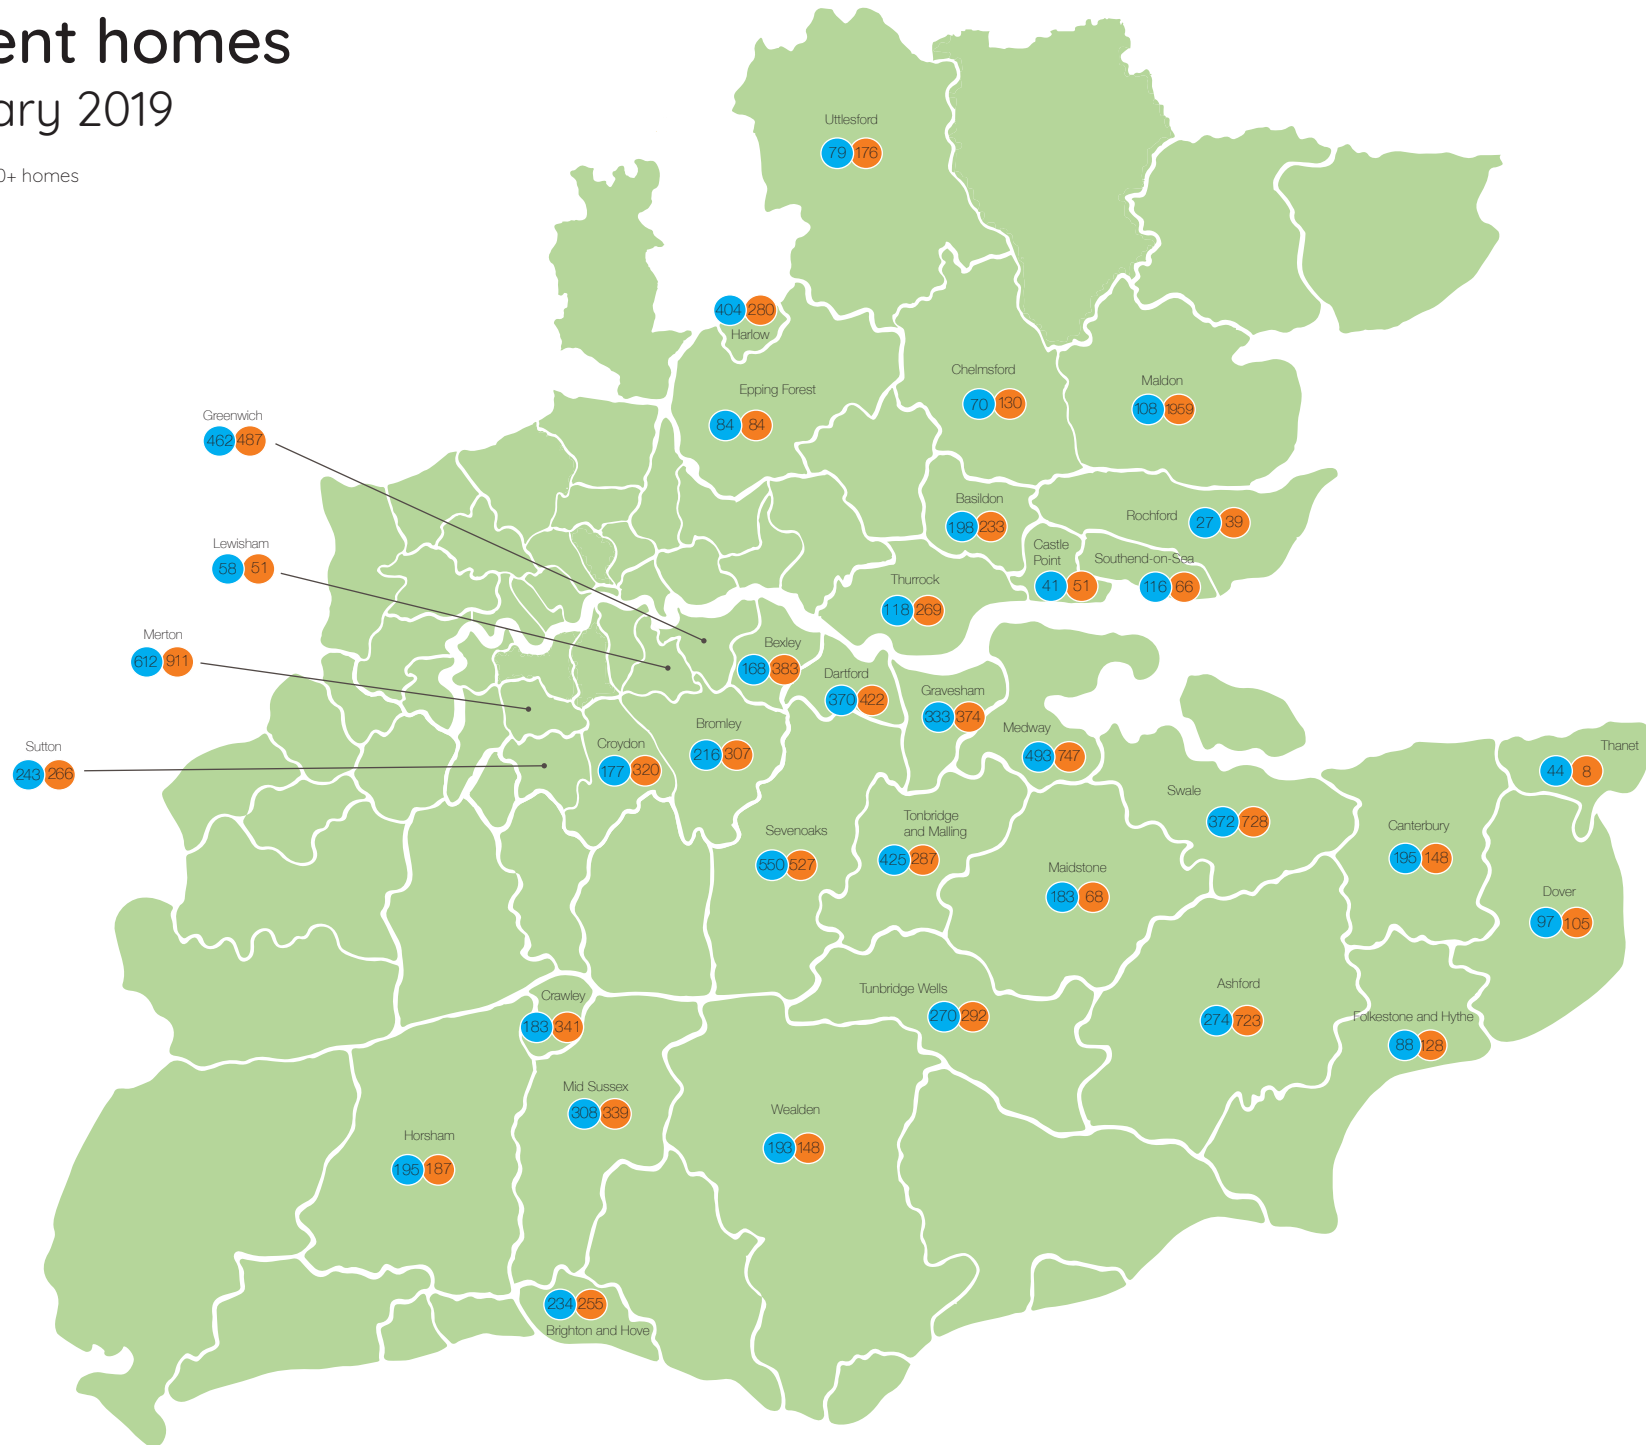 ent homes
ary 2019
0+ homes
Uttlesford
79 176
404 280
Harlow
Epping Forest
84 84
Chelmsford
70 130
Maldon
108 1959
Greenwich
462 487
Basildon
198 233
Rochford
27 39
Lewisham
58 51
Castle
Point
41 51
Southend-on-Sea
116 66
Thurrock
118 269
Merton
612 911
Bexley
168 383
Dartford
370 422
Gravesham
333 374
Medway
493 747
Sutton
243 266
Croydon
177 320
Bromley
216 307
Thanet
44 8
Swale
372 728
Sevenoaks
550 527
Tonbridge
and Malling
425 287
Canterbury
195 148
Maidstone
183 68
Dover
97 105
Crawley
183 341
Tunbridge Wells
270 292
Ashford
274 723
Folkestone and Hythe
88 128
Mid Sussex
308 339
Wealden
193 148
Horsham
195 187
234 255
Brighton and Hove